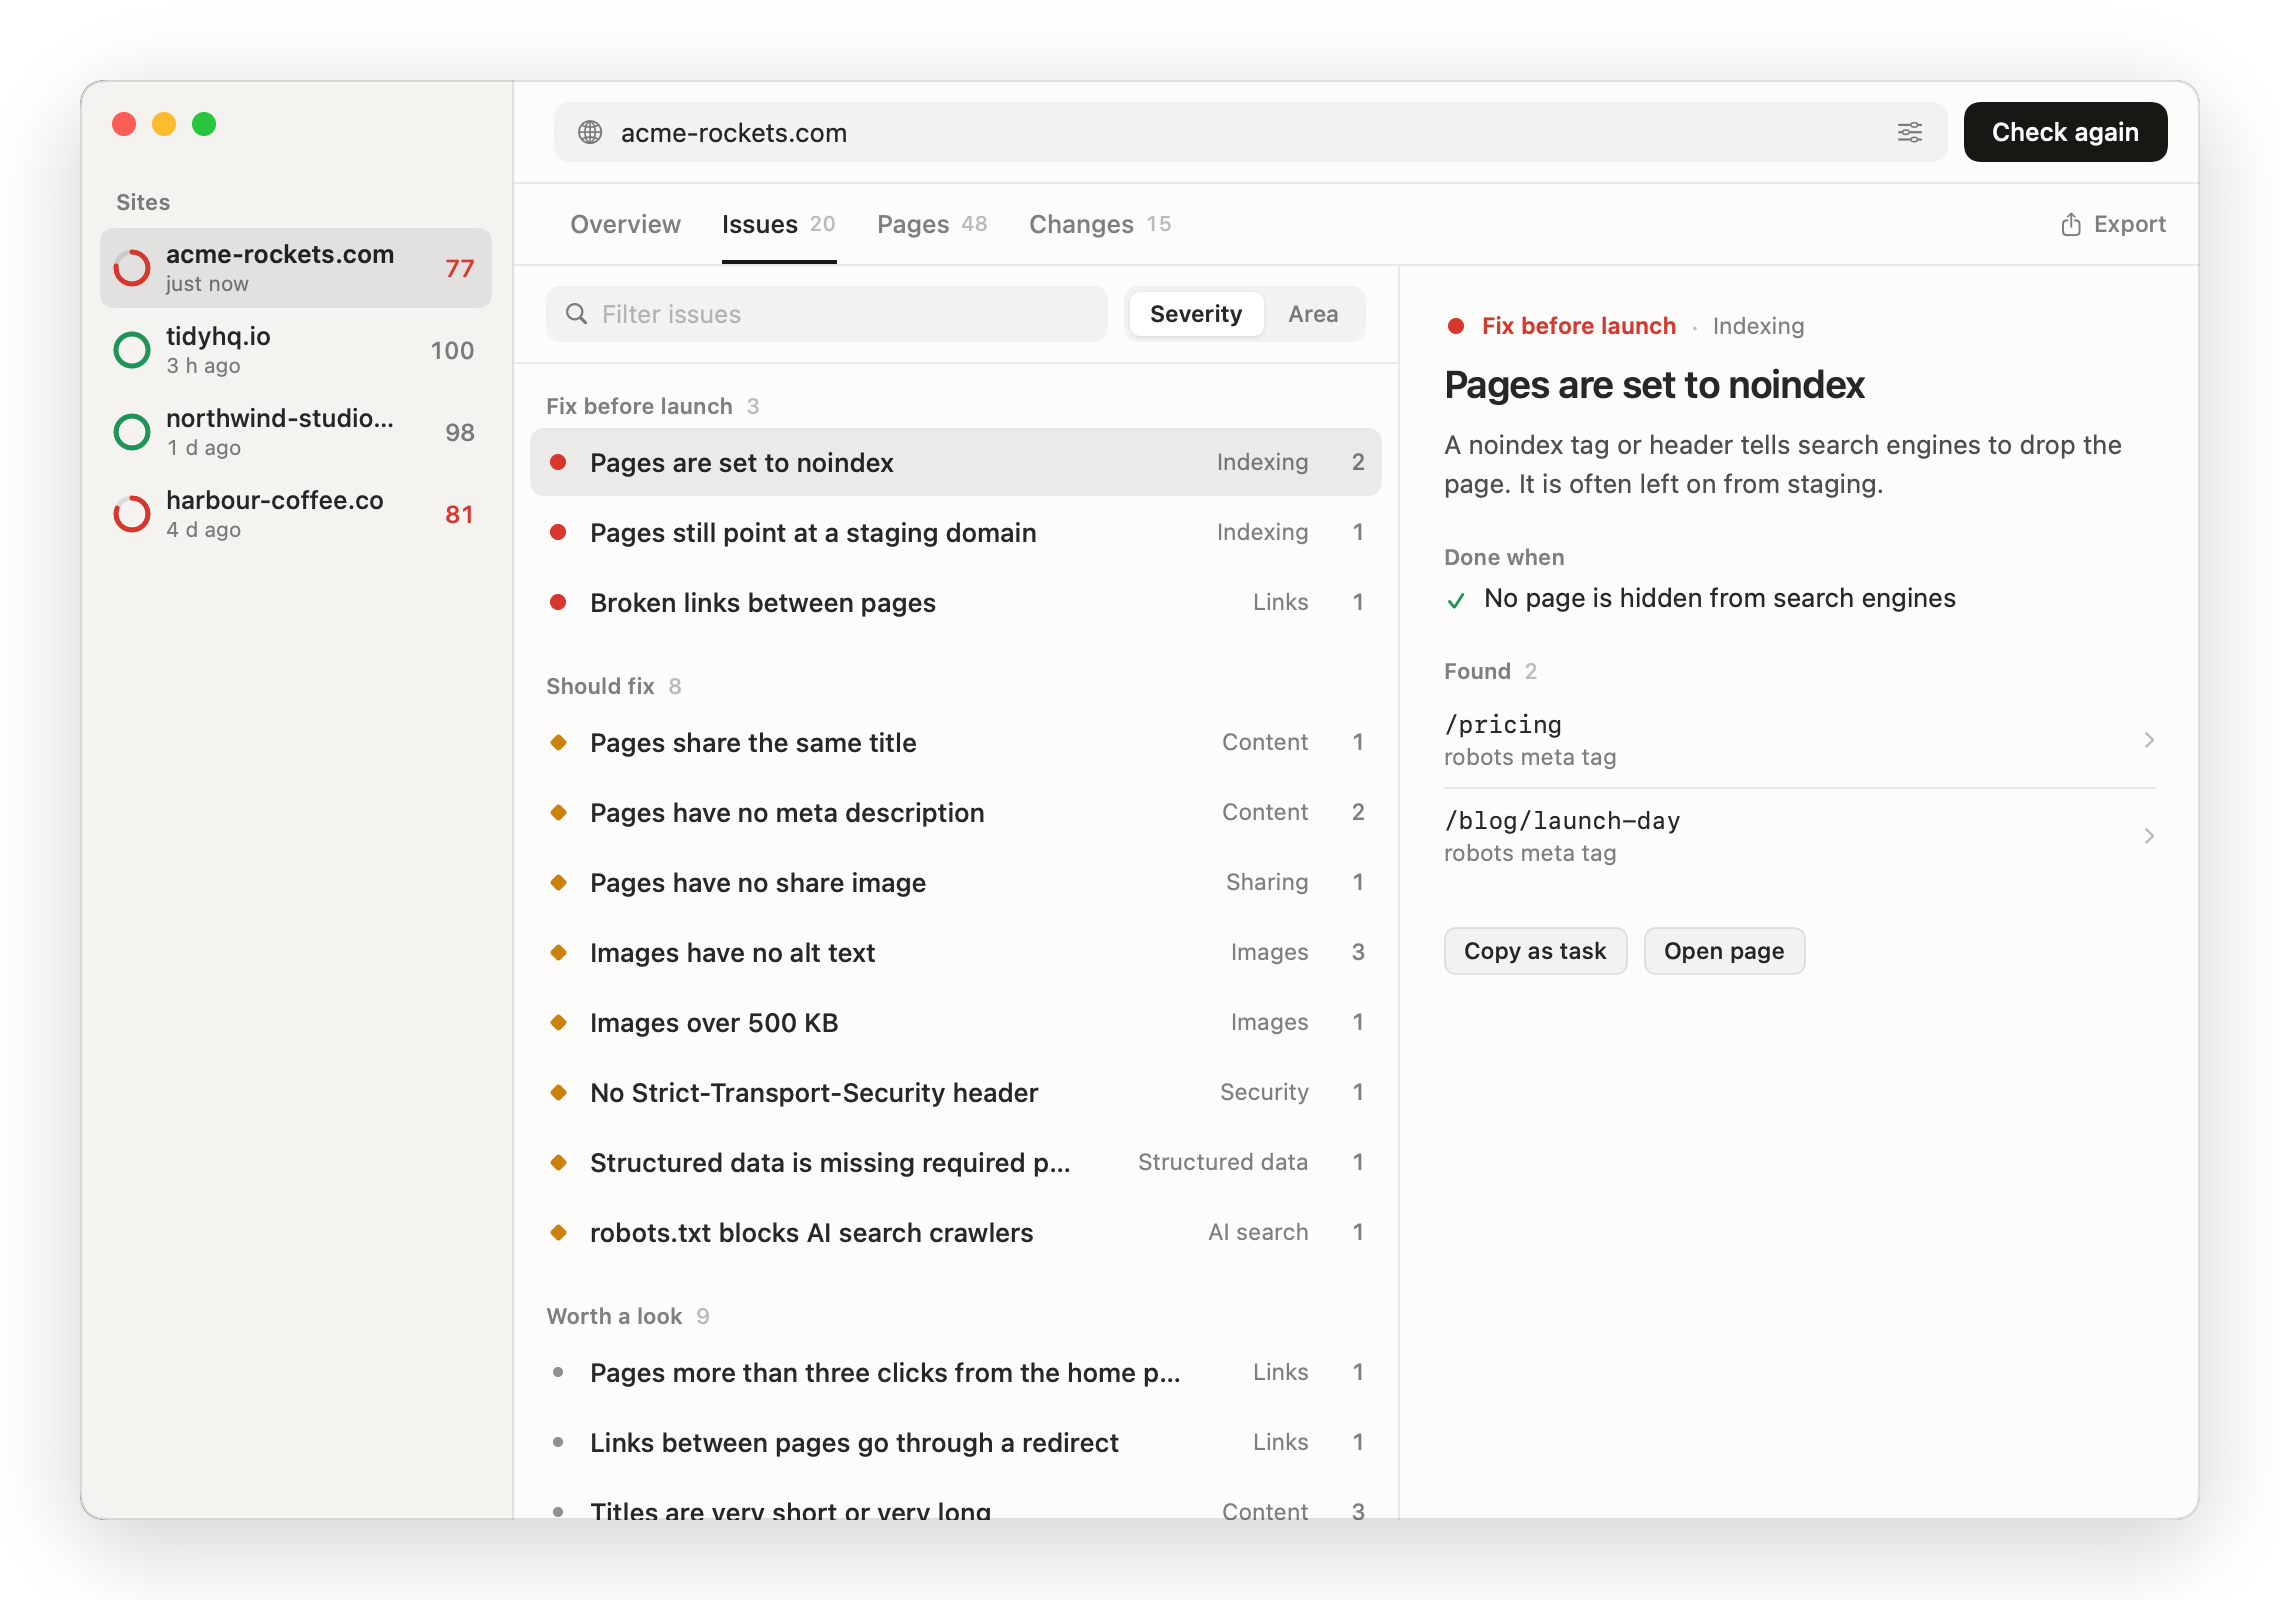 Sites
acme-rockets.com
just now
77
tidyhq.io
3 h ago
100
northwind-studio...
1 d ago
98
harbour-coffee.co
4 d ago
81
acme-rockets.com
Check again
Overview
Issues 20
Pages 48
Changes 15
Export
Filter issues
Severity
Area
Fix before launch 3
Pages are set to noindex Indexing 2
Pages still point at a staging domain Indexing 1
Broken links between pages Links 1
Should fix 8
Pages share the same title Content 1
Pages have no meta description Content 2
Pages have no share image Sharing 1
Images have no alt text Images 3
Images over 500 KB Images 1
No Strict-Transport-Security header Security 1
Structured data is missing required p... Structured data 1
robots.txt blocks AI search crawlers AI search 1
Worth a look 9
Pages more than three clicks from the home p... Links 1
Links between pages go through a redirect Links 1
Titles are very short or very long Content 3
Fix before launch · Indexing
Pages are set to noindex
A noindex tag or header tells search engines to drop the
page. It is often left on from staging.
Done when
No page is hidden from search engines
Found 2
/pricing
robots meta tag
/blog/launch-day
robots meta tag
Copy as task
Open page